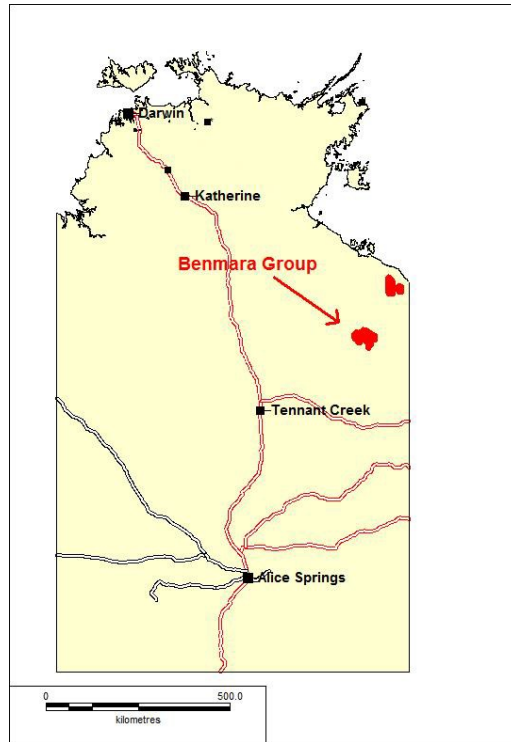 Darwin
Katherine
Benmara Group
Tennant Creek
Alice Springs
0 500.0
kilometres